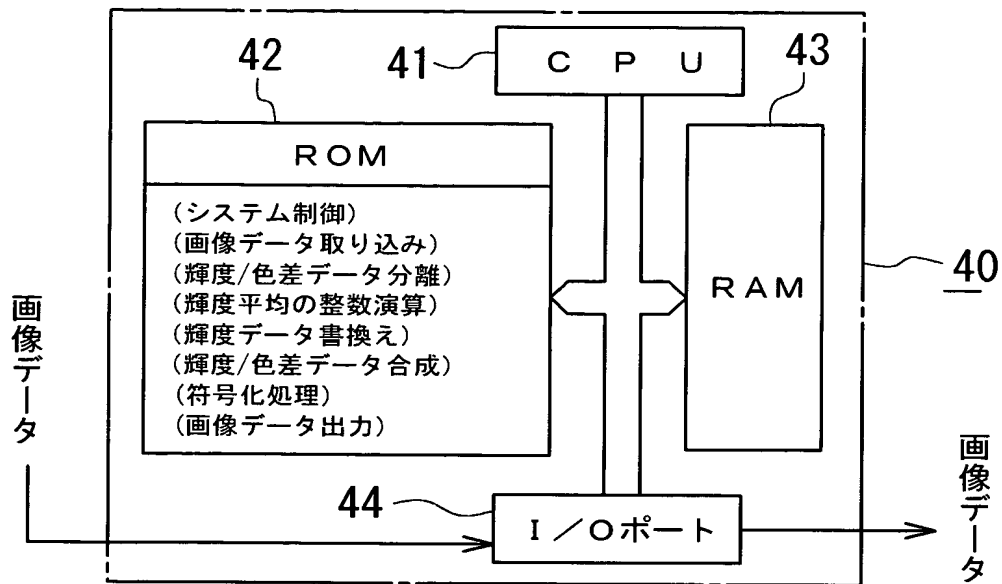 41
C P U
42
43
ROM
(システム制御)
(画像データ取り込み)
(輝度/色差データ分離)
(輝度平均の整数演算)
(輝度データ書換え)
(輝度/色差データ合成)
(符号化処理)
(画像データ出力)
RAM
40
画像データ
44
I/Oポート
画像データ